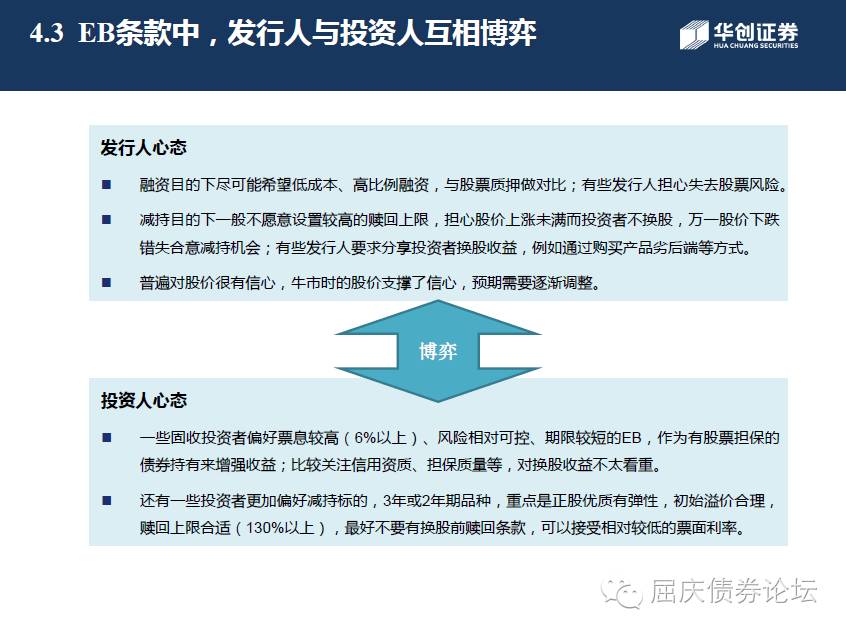 4.3 EB条款中，发行人与投资人互相博弈
华创证券
HUA CHUANG SECURITIES
发行人心态
■ 融资目的下尽可能希望低成本、高比例融资，与股票质押做对比；有些发行人担心失去股票风险。
■ 减持目的下一般不愿意设置较高的赎回上限，担心股价上涨未满而投资者不换股，万一股价下跌
错失合意减持机会；有些发行人要求分享投资者换股收益，例如通过购买产品劣后端等方式。
■ 普遍对股价很有信心，牛市时的股价支撑了信心，预期需要逐渐调整。
博弈
投资人心态
■ 一些固收投资者偏好票息较高（6%以上）、风险相对可控、期限较短的EB，作为有股票担保的
债券持有来增强收益；比较关注信用资质、担保质量等，对换股收益不太看重。
■ 还有一些投资者更加偏好减持标的，3年或2年期品种，重点是正股优质有弹性，初始溢价合理，
赎回上限合适（130%以上），最好不要有换股前赎回条款，可以接受相对较低的票面利率。
屈庆债券论坛